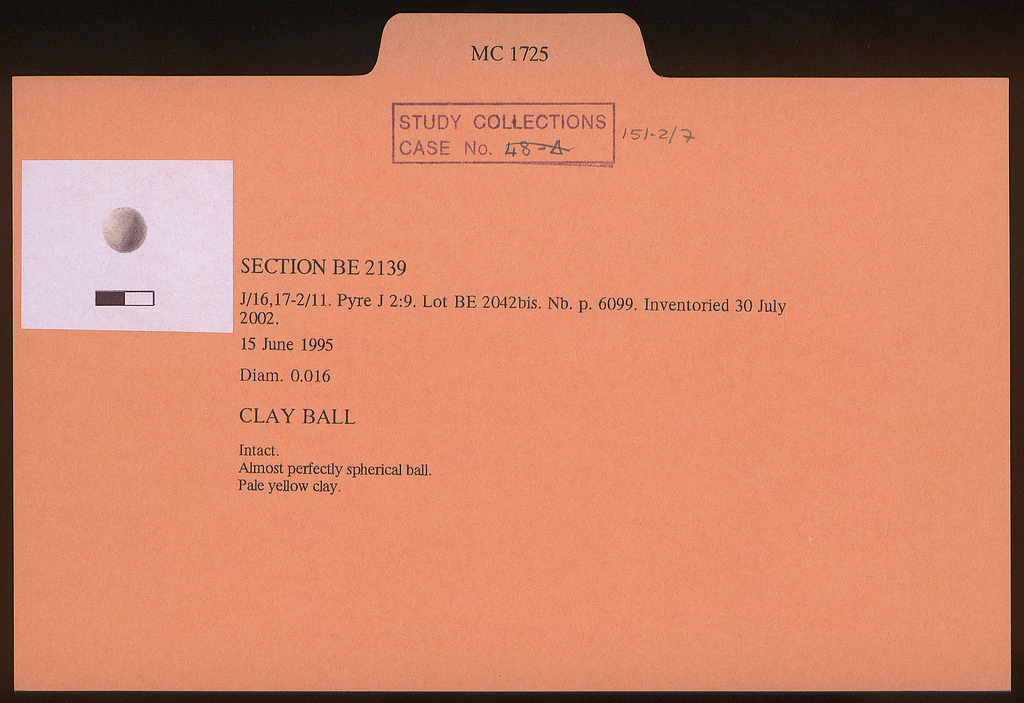 MC 1725
STUDY COLLECTIONS
CASE No. 48-A 151-2/7
SECTION BE 2139
J/16,17-2/11. Pyre J 2:9. Lot BE 2042bis. Nb. p. 6099. Inventoried 30 July
2002.
15 June 1995
Diam. 0.016
CLAY BALL
Intact.
Almost perfectly spherical ball.
Pale yellow clay.